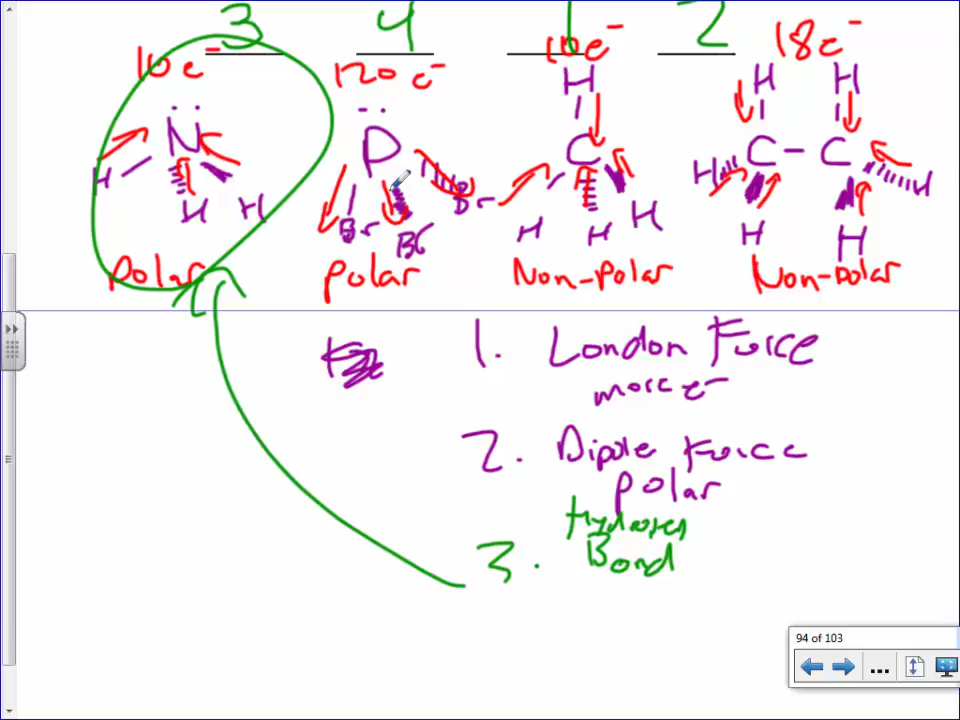 3 4 1 2
10e⁻ 120e⁻ 10e⁻ 18e⁻
H H H
N P C C – C
H H H Br Br Br H H H H H H H
Polar polar Non-polar Non-polar
1. London Force
more e⁻
2. Dipole Force
polar
Hydrogen
3. Bond
94 of 103
...